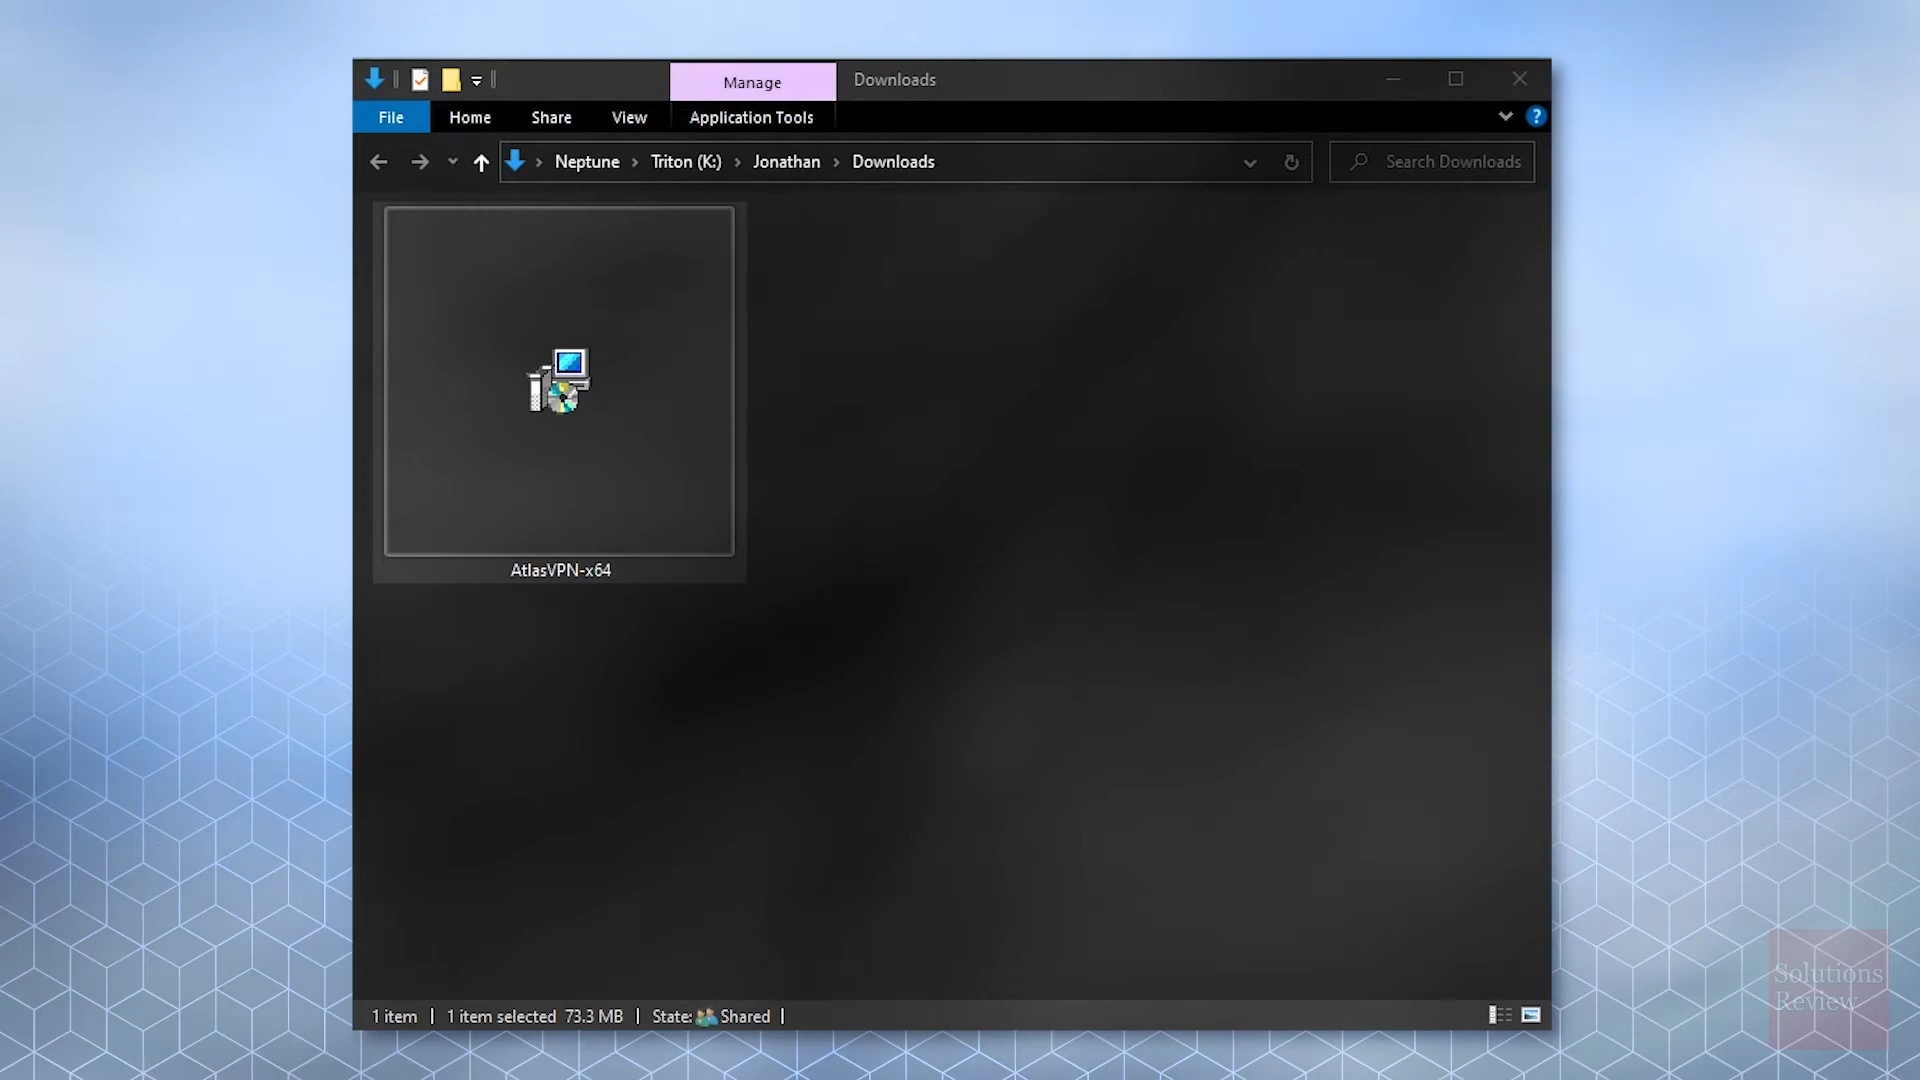 Manage Downloads
File Home Share View Application Tools ?
Neptune Triton (K:) Jonathan Downloads Search Downloads
AtlasVPN-x64
1 item 1 item selected 73.3 MB State: Shared
Solutions
Review